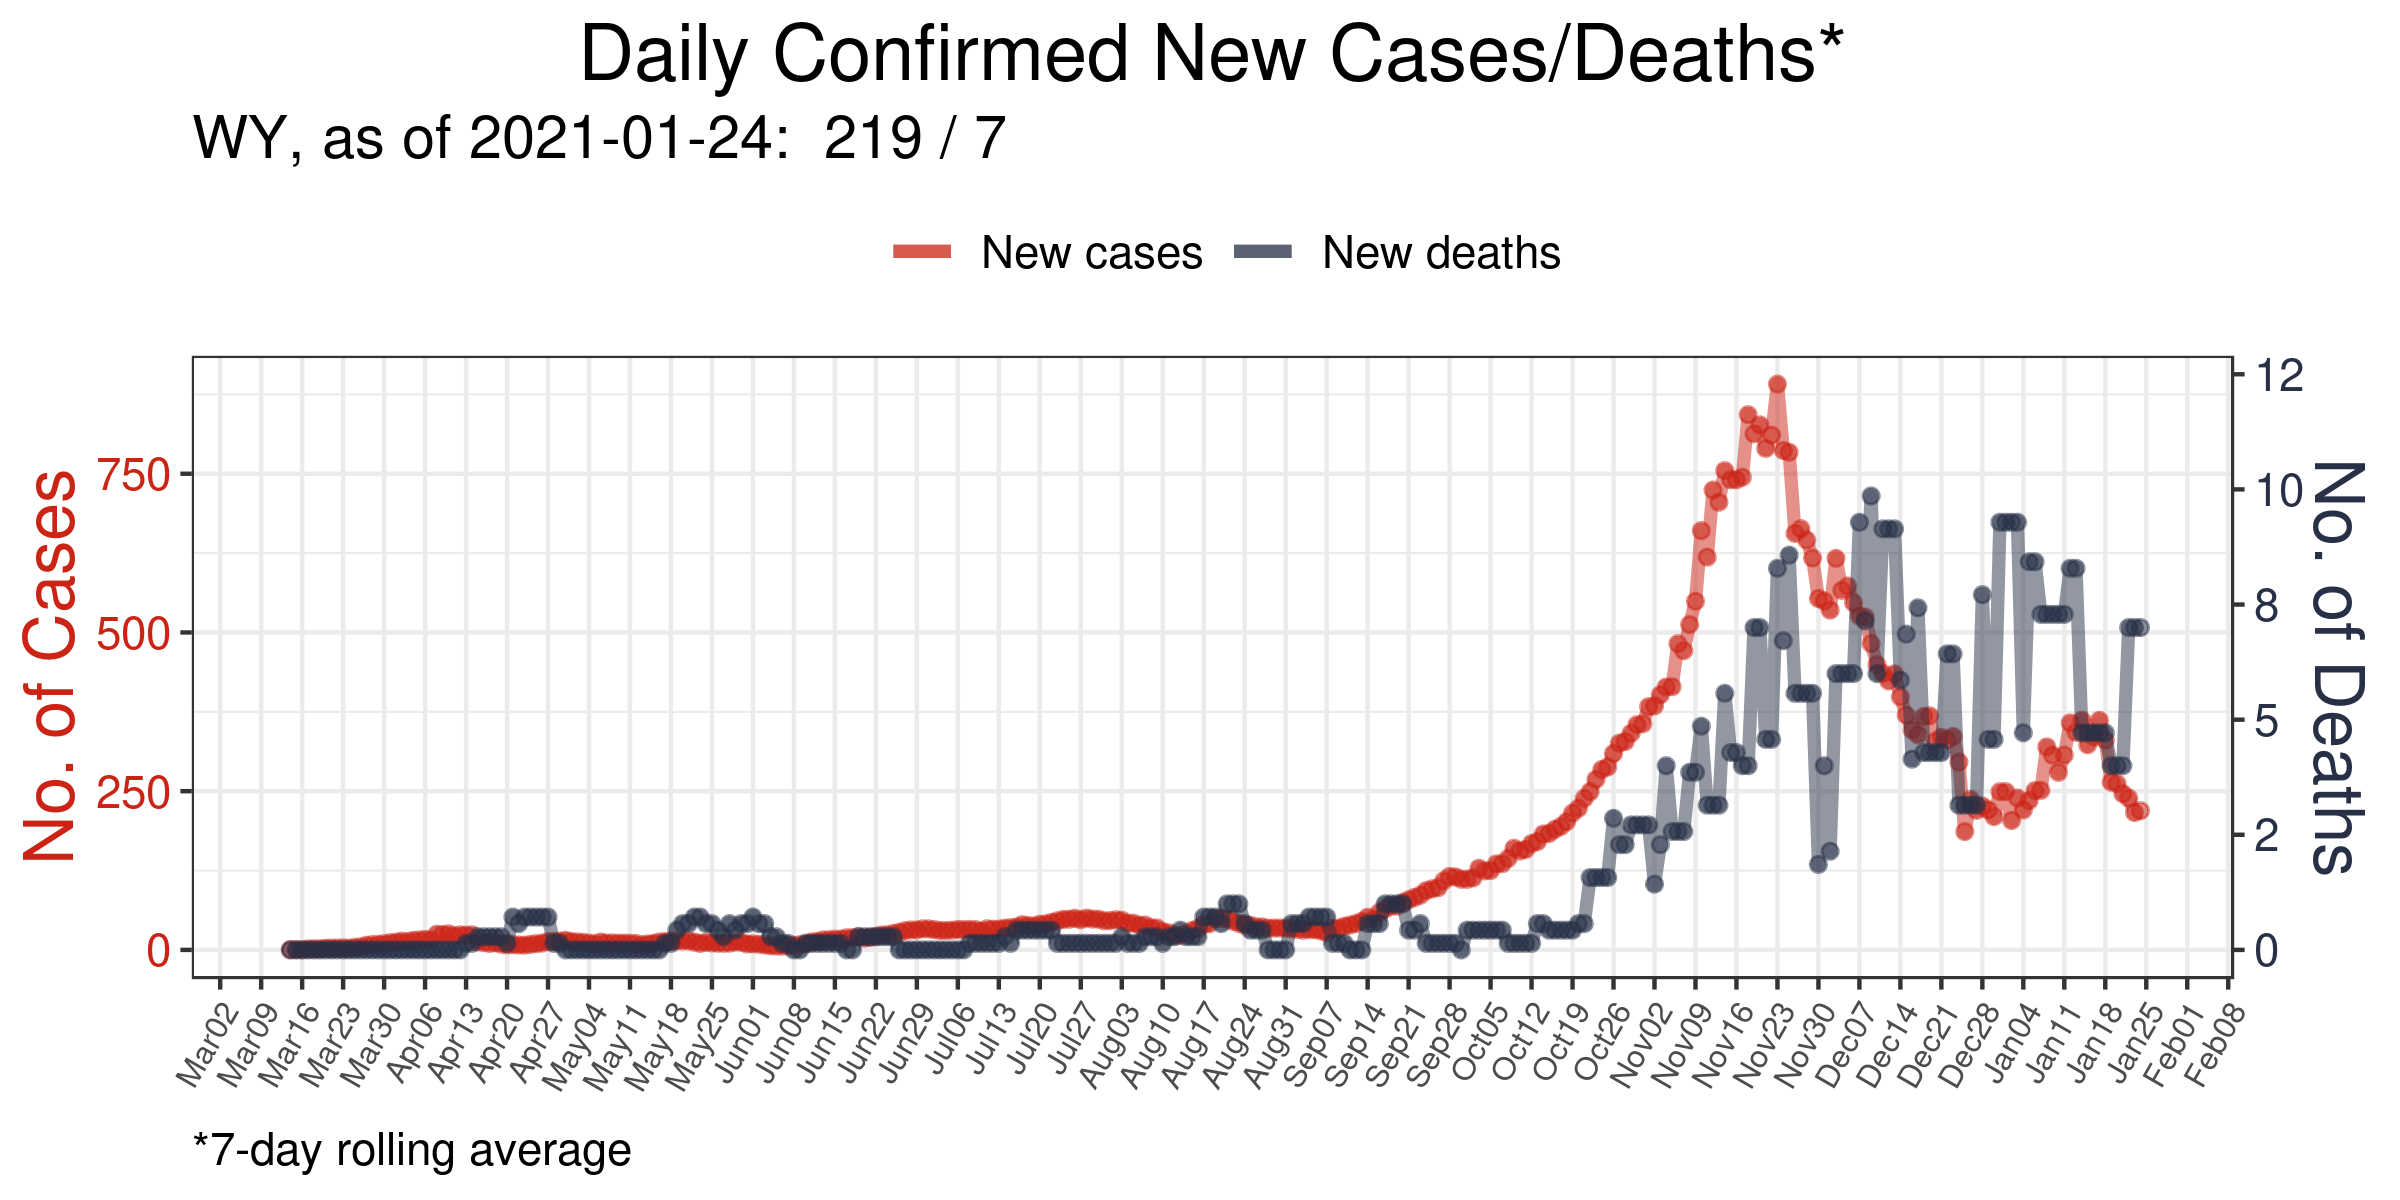 Daily Confirmed New Cases/Deaths*
WY, as of 2021-01-24:  219 / 7
New cases New deaths
No. of Cases
750
500
250
0
12
10
8
5
2
0
No. of Deaths
Mar02 Mar09 Mar16 Mar23 Mar30 Apr06 Apr13 Apr20 Apr27 May04 May11 May18 May25 Jun01 Jun08 Jun15 Jun22 Jun29 Jul06 Jul13 Jul20 Jul27 Aug03 Aug10 Aug17 Aug24 Aug31 Sep07 Sep14 Sep21 Sep28 Oct05 Oct12 Oct19 Oct26 Nov02 Nov09 Nov16 Nov23 Nov30 Dec07 Dec14 Dec21 Dec28 Jan04 Jan11 Jan18 Jan25 Feb01 Feb08
*7-day rolling average